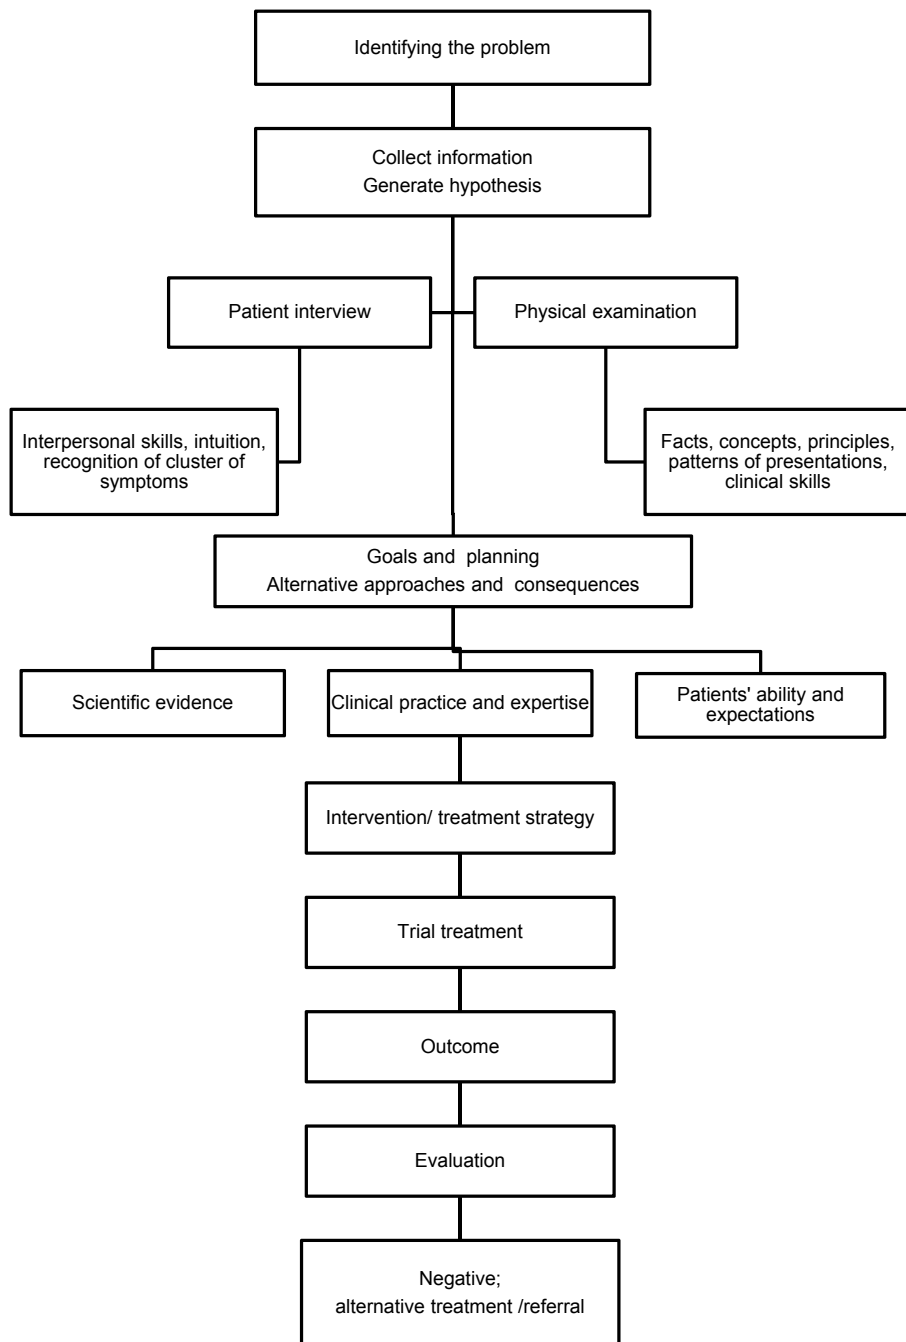 Identifying the problem
Collect information
Generate hypothesis
Patient interview
Physical examination
Interpersonal skills, intuition,
recognition of cluster of
symptoms
Facts, concepts, principles,
patterns of presentations,
clinical skills
Goals and planning
Alternative approaches and consequences
Scientific evidence
Clinical practice and expertise
Patients' ability and
expectations
Intervention/ treatment strategy
Trial treatment
Outcome
Evaluation
Negative;
alternative treatment /referral